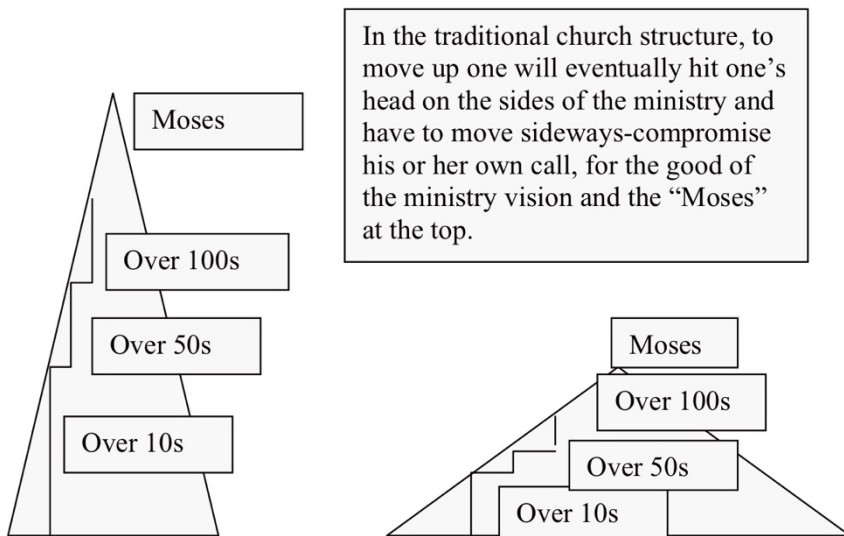 In the traditional church structure, to
move up one will eventually hit one’s
head on the sides of the ministry and
have to move sideways-compromise
his or her own call, for the good of
the ministry vision and the “Moses”
at the top.
Moses
Over 100s
Over 50s
Over 10s
Moses
Over 100s
Over 50s
Over 10s